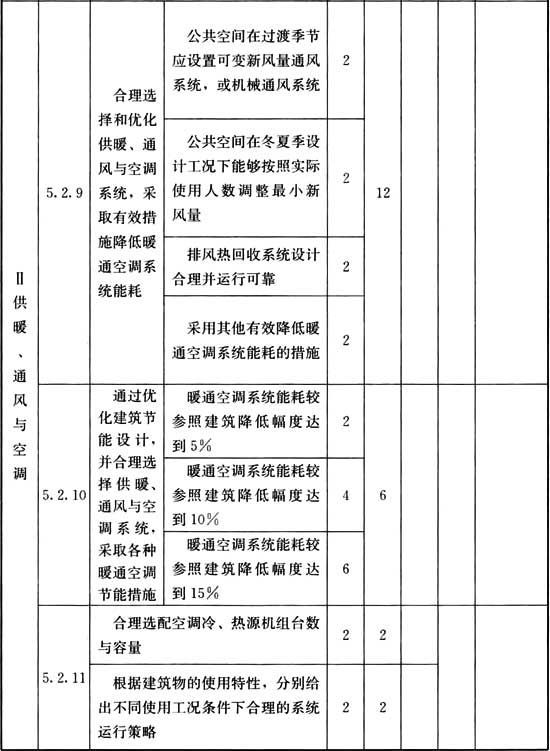 Ⅱ
供
暖
、
通
风
与
空
调
5.2.9
合理选
择和优化
供暖、通
风与空调
系统，采
取有效措
施降低暖
通空调系
统能耗
公共空间在过渡季节
应设置可变新风量通风
系统，或机械通风系统
2
公共空间在冬夏季设
计工况下能够按照实际
使用人数调整最小新
风量
2
排风热回收系统设计
合理并运行可靠
2
采用其他有效降低暖
通空调系统能耗的措施
2
12
5.2.10
通过优
化建筑节
能设计，
并合理选
择供暖、
通风与空
调系统，
采取各种
暖通空调
节能措施
暖通空调系统能耗较
参照建筑降低幅度达
到5%
2
暖通空调系统能耗较
参照建筑降低幅度达
到10%
4
暖通空调系统能耗较
参照建筑降低幅度达
到15%
6
6
5.2.11
合理选配空调冷、热源机组台数
与容量
2
2
根据建筑物的使用特性，分别给
出不同使用工况条件下合理的系统
运行策略
2
2